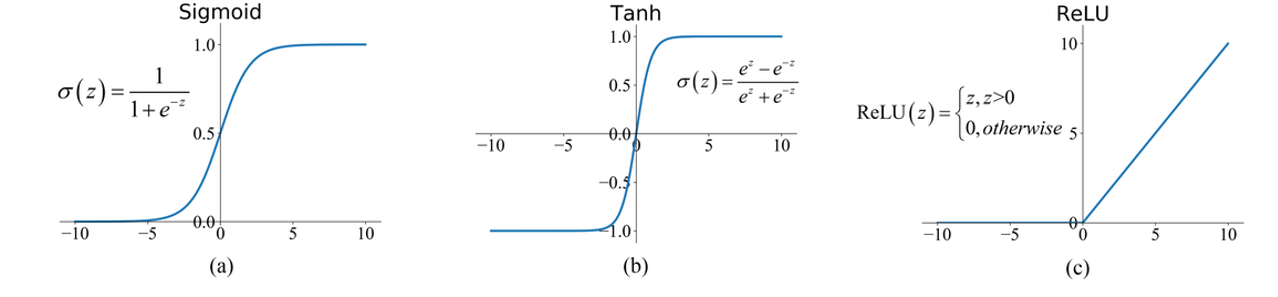 Sigmoid
1.0
σ(z)=1/(1+e^{−z})
0.5
0.0
−10 −5 0 5 10
(a)
Tanh
1.0
σ(z)=(e^z−e^{−z})/(e^z+e^{−z})
0.5
0.0
−10 −5 0 5 10
−0.5
−1.0
(b)
ReLU
10
ReLU(z)={z,z>0
0,otherwise
5
0
−10 −5 0 5 10
(c)